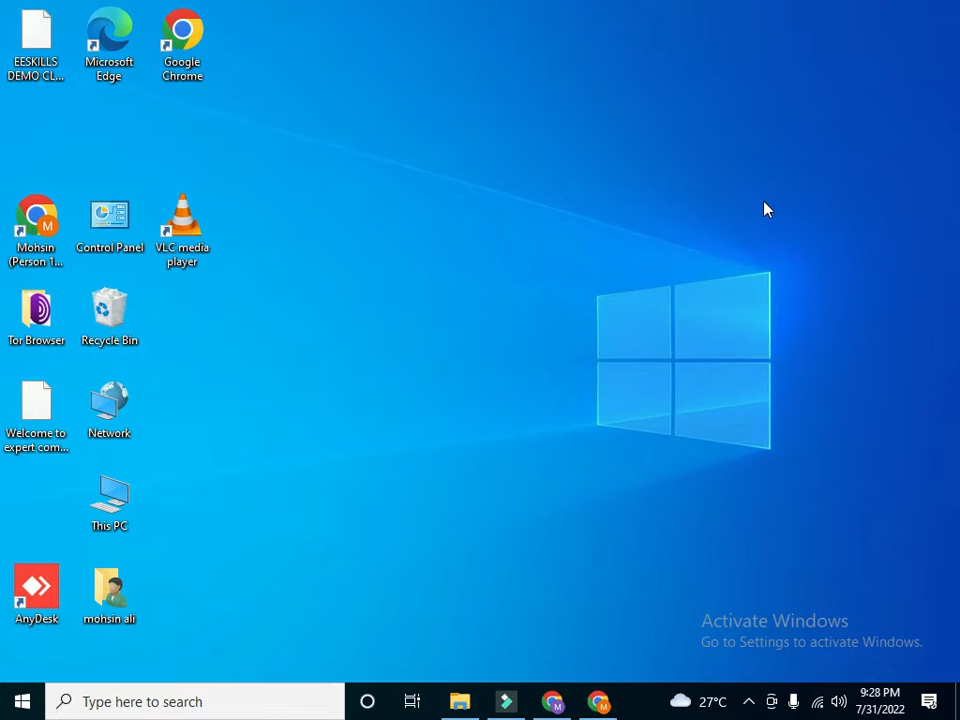 EESKILLS
DEMO CL...
Microsoft
Edge
Google
Chrome
Mohsin
(Person 1...
Control Panel
VLC media
player
Tor Browser
Recycle Bin
Welcome to
expert com...
Network
This PC
AnyDesk
mohsin ali
Activate Windows
Go to Settings to activate Windows.
Type here to search
27°C
9:28 PM
7/31/2022